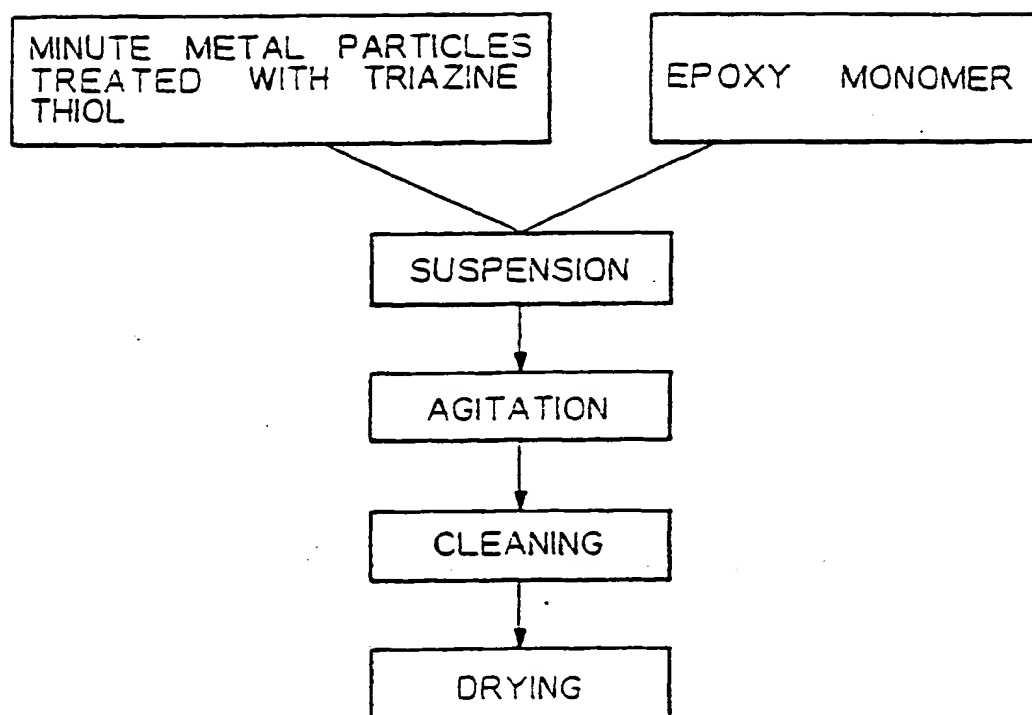 MINUTE METAL PARTICLES
TREATED WITH TRIAZINE
THIOL
EPOXY MONOMER
SUSPENSION
AGITATION
CLEANING
DRYING